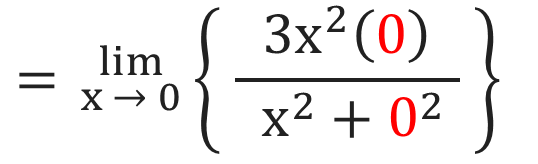 = lim x → 0 { 3x²(0) / x² + 0² }